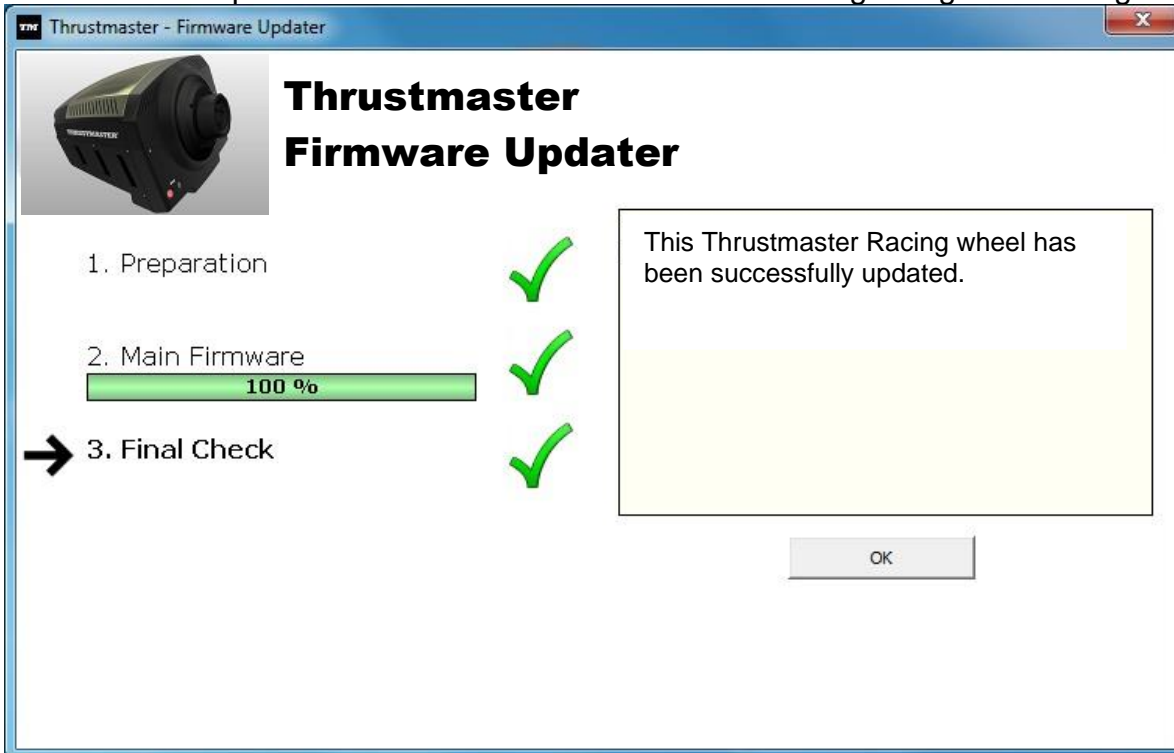 Thrustmaster - Firmware Updater
THRUSTMASTER
Thrustmaster
Firmware Updater
1. Preparation
This Thrustmaster Racing wheel has
been successfully updated.
2. Main Firmware
100 %
3. Final Check
OK